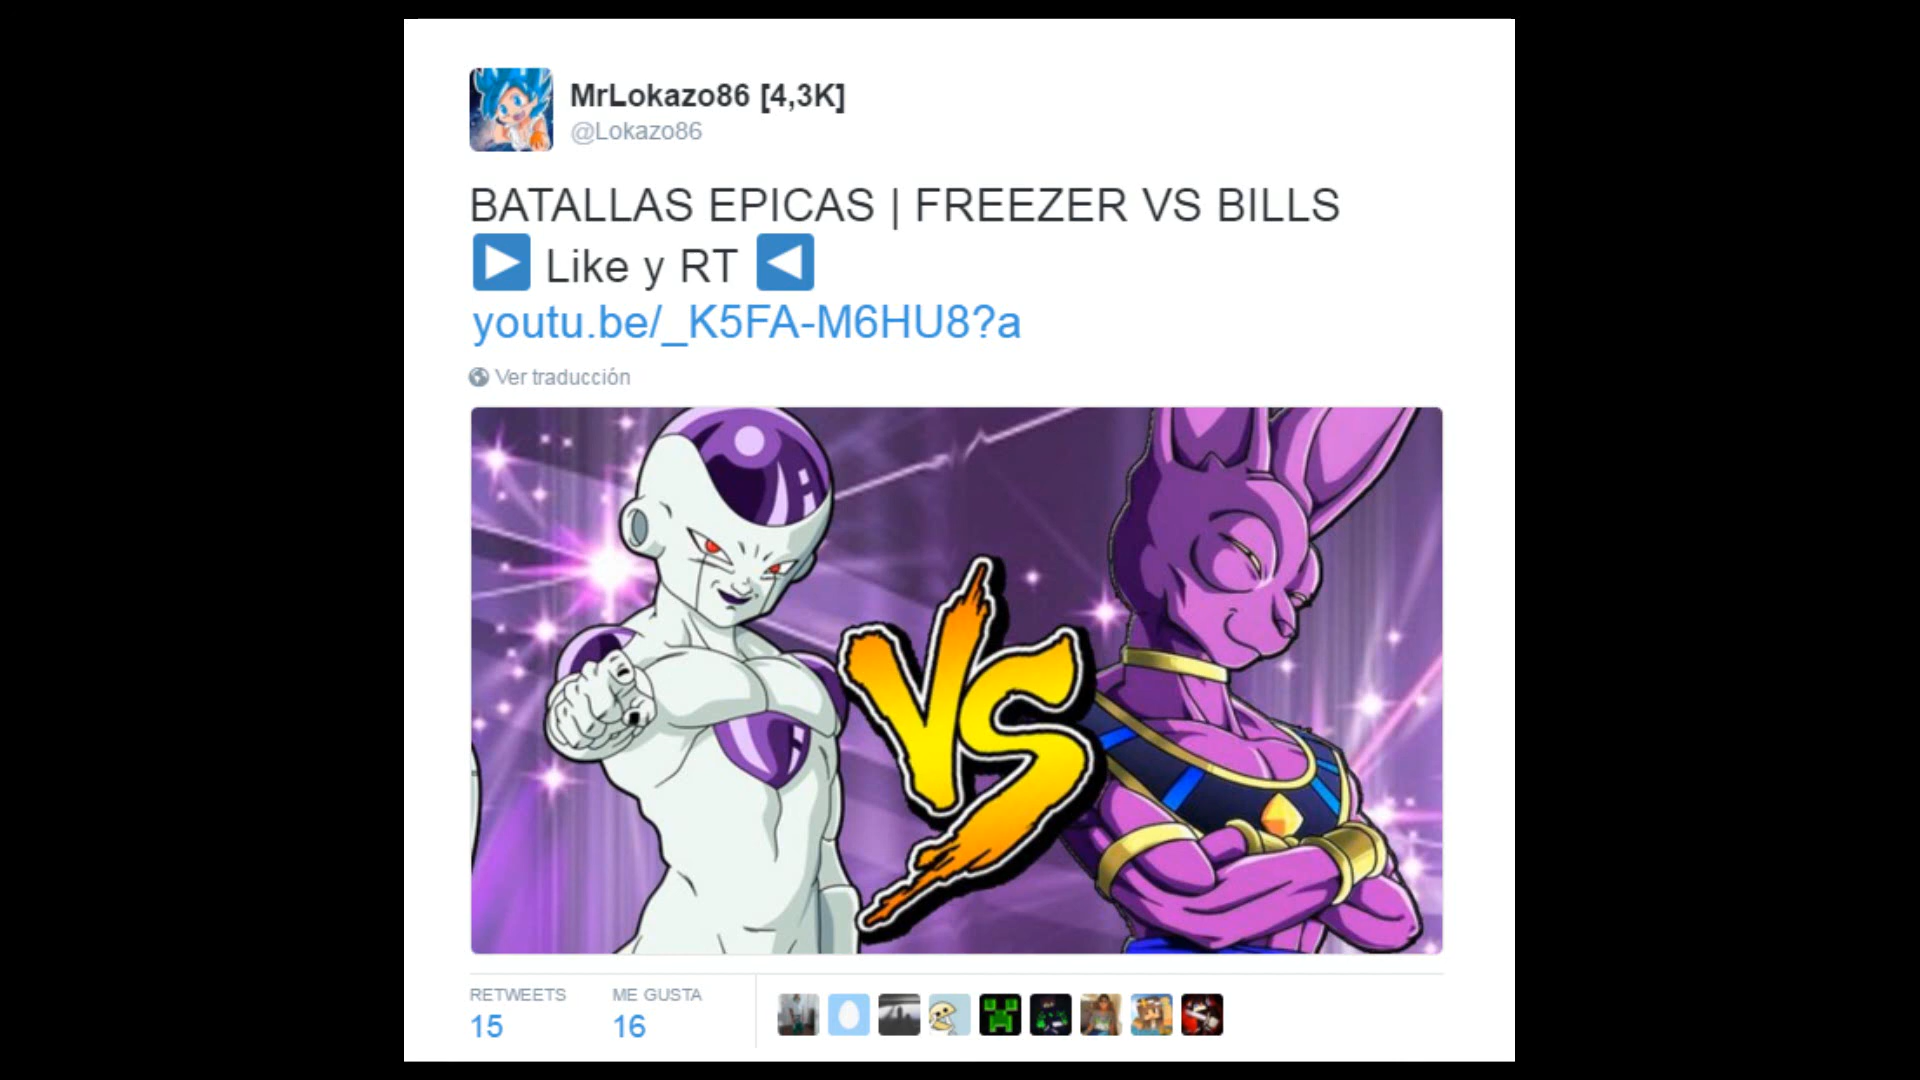 MrLokazo86 [4,3K]
@Lokazo86
BATALLAS EPICAS | FREEZER VS BILLS
▶ Like y RT ◀
youtu.be/_K5FA-M6HU8?a
Ver traducción
VS
RETWEETS
15
ME GUSTA
16